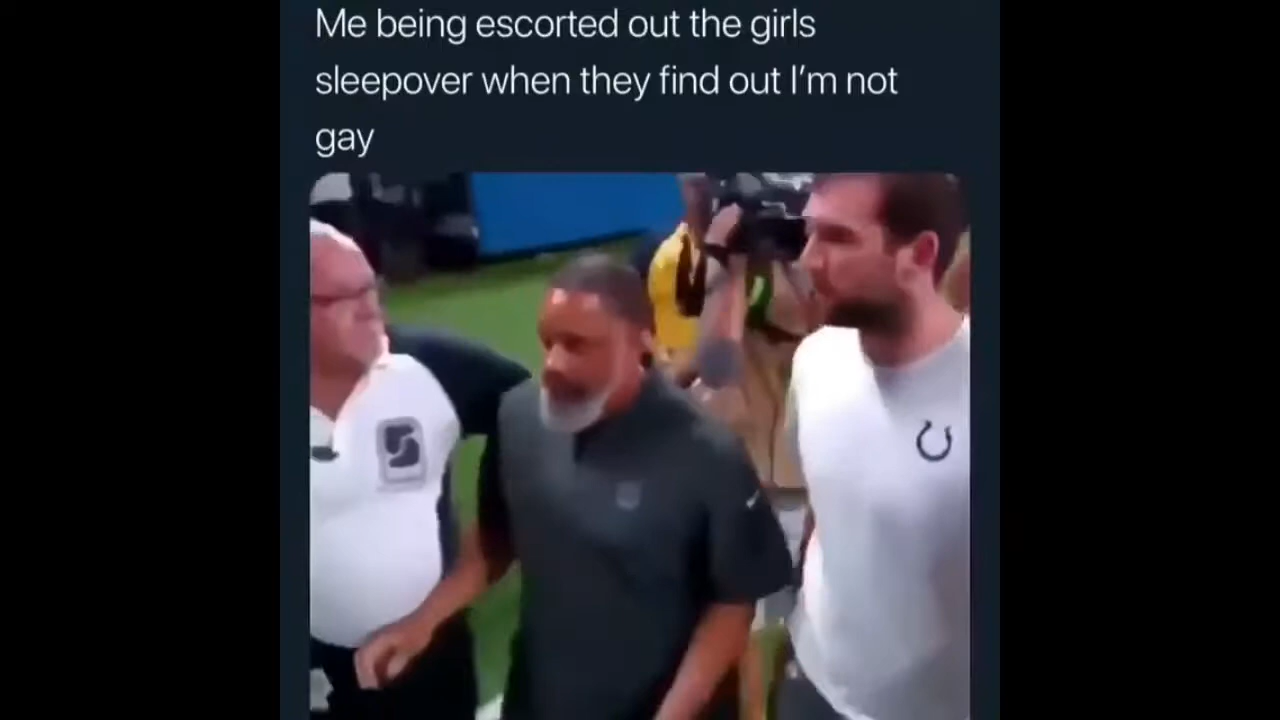 Me being escorted out the girls
sleepover when they find out I’m not
gay